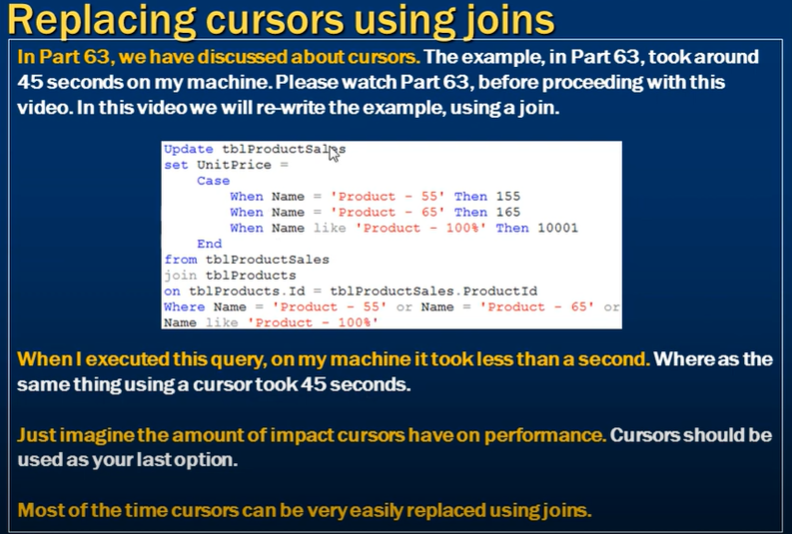 Replacing cursors using joins
In Part 63, we have discussed about cursors. The example, in Part 63, took around
45 seconds on my machine. Please watch Part 63, before proceeding with this
video. In this video we will re-write the example, using a join.
Update tblProductSales
set UnitPrice =
Case
When Name = 'Product - 55' Then 155
When Name = 'Product - 65' Then 165
When Name like 'Product - 100%' Then 10001
End
from tblProductSales
join tblProducts
on tblProducts.Id = tblProductSales.ProductId
Where Name = 'Product - 55' or Name = 'Product - 65' or
Name like 'Product - 100%'
When I executed this query, on my machine it took less than a second. Where as the
same thing using a cursor took 45 seconds.
Just imagine the amount of impact cursors have on performance. Cursors should be
used as your last option.
Most of the time cursors can be very easily replaced using joins.